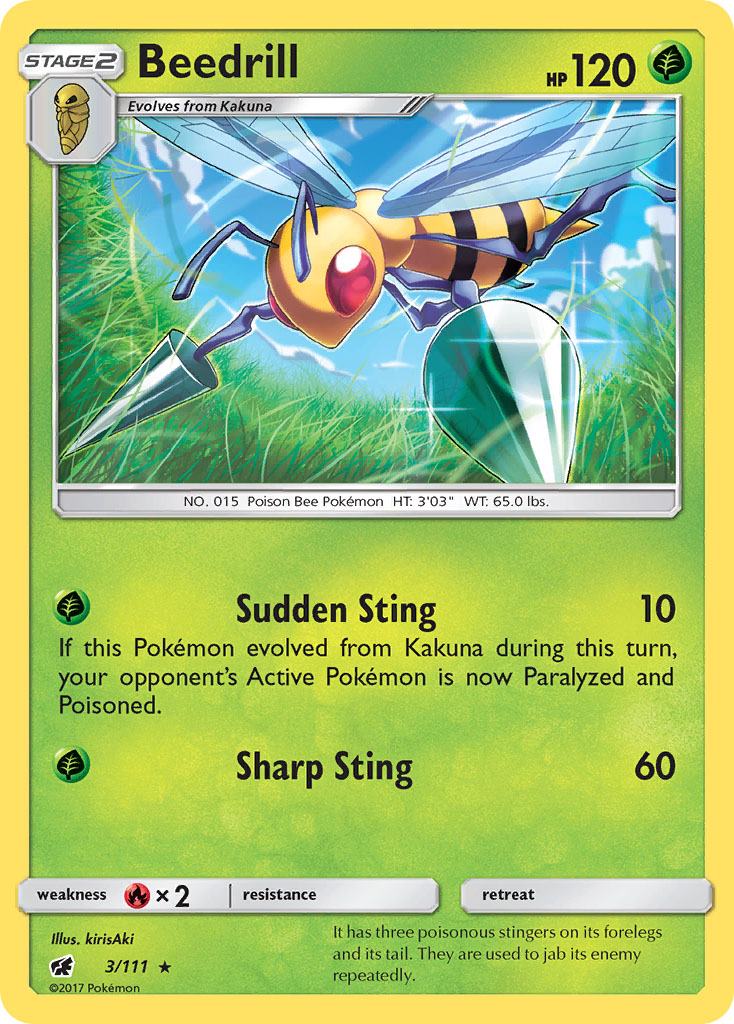 STAGE2
Beedrill
HP 120
Evolves from Kakuna
NO. 015 Poison Bee Pokémon HT: 3'03" WT: 65.0 lbs.
Sudden Sting 10
If this Pokémon evolved from Kakuna during this turn,
your opponent's Active Pokémon is now Paralyzed and
Poisoned.
Sharp Sting 60
weakness × 2 resistance retreat
Illus. kirisAki
3/111 ★
©2017 Pokémon
It has three poisonous stingers on its forelegs
and its tail. They are used to jab its enemy
repeatedly.